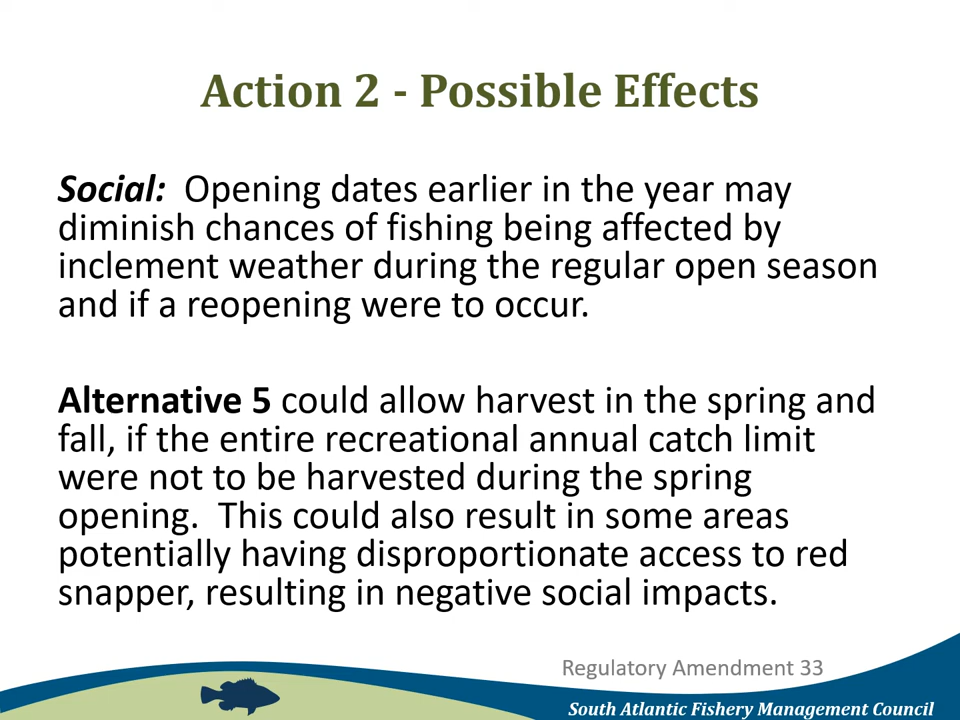 Action 2 - Possible Effects
Social: Opening dates earlier in the year may
diminish chances of fishing being affected by
inclement weather during the regular open season
and if a reopening were to occur.
Alternative 5 could allow harvest in the spring and
fall, if the entire recreational annual catch limit
were not to be harvested during the spring
opening. This could also result in some areas
potentially having disproportionate access to red
snapper, resulting in negative social impacts.
Regulatory Amendment 33
South Atlantic Fishery Management Council